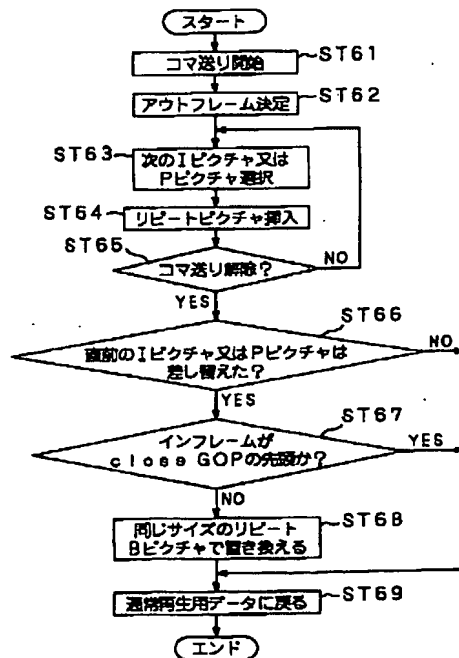 スタート
コマ送り開始
ST61
アウトフレーム決定
ST62
ST63
次のIピクチャ又は
Pピクチャ選択
ST64
リピートピクチャ挿入
ST65
コマ送り解除?
NO
YES
ST66
直前のIピクチャ又はPピクチャは
差し替えた?
NO
YES
ST67
インフレームが
close GOPの先頭か?
YES
NO
同じサイズのリピート
Bピクチャで置き換える
ST68
通常再生用データに戻る
ST69
エンド